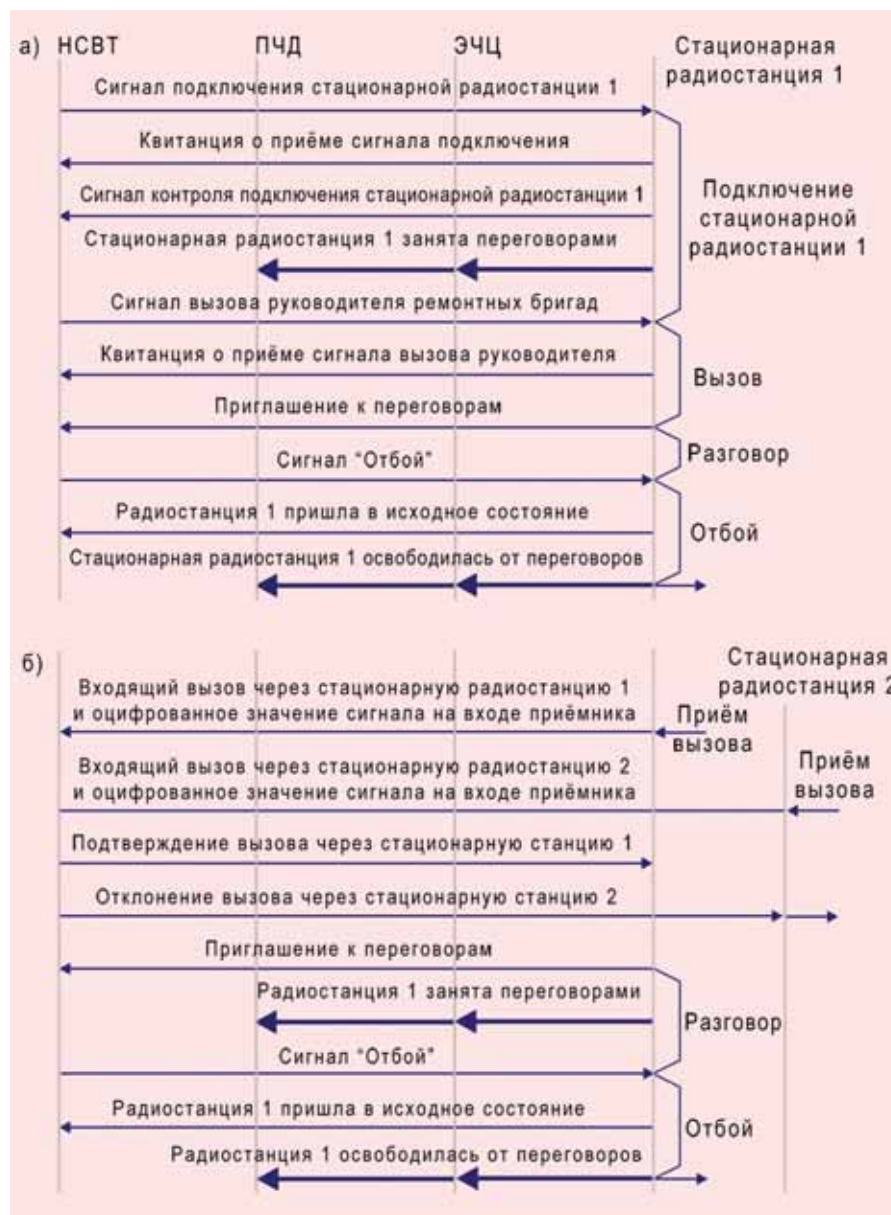 а) НСВТ ПЧД ЭЧЦ Стационарная
радиостанция 1
Сигнал подключения стационарной радиостанции 1
Квитанция о приёме сигнала подключения
Сигнал контроля подключения стационарной радиостанции 1
Подключение
стационарной
радиостанции 1
Стационарная радиостанция 1 занята переговорами
Сигнал вызова руководителя ремонтных бригад
Квитанция о приёме сигнала вызова руководителя
Вызов
Приглашение к переговорам
Разговор
Сигнал "Отбой"
Радиостанция 1 пришла в исходное состояние
Отбой
Стационарная радиостанция 1 освободилась от переговоров
б)
Стационарная
радиостанция 2
Входящий вызов через стационарную радиостанцию 1
и оцифрованное значение сигнала на входе приёмника
Приём
вызова
Входящий вызов через стационарную радиостанцию 2
и оцифрованное значение сигнала на входе приёмника
Приём
вызова
Подтверждение вызова через стационарную станцию 1
Отклонение вызова через стационарную станцию 2
Приглашение к переговорам
Радиостанция 1 занята переговорами
Разговор
Сигнал "Отбой"
Радиостанция 1 пришла в исходное состояние
Отбой
Радиостанция 1 освободилась от переговоров